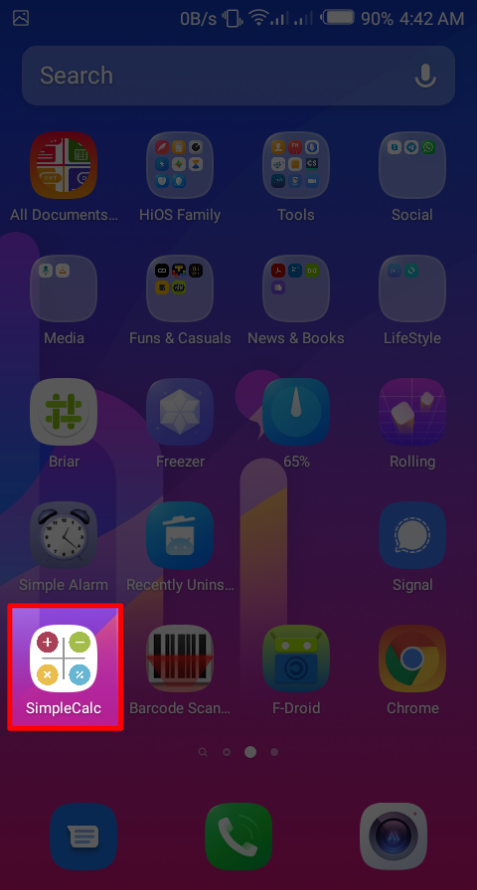 0B/s 90% 4:42 AM
Search
All Documents... HiOS Family Tools Social
Media Funs & Casuals News & Books LifeStyle
Briar Freezer 65% Rolling
Simple Alarm Recently Unins... Signal
SimpleCalc Barcode Scan... F-Droid Chrome